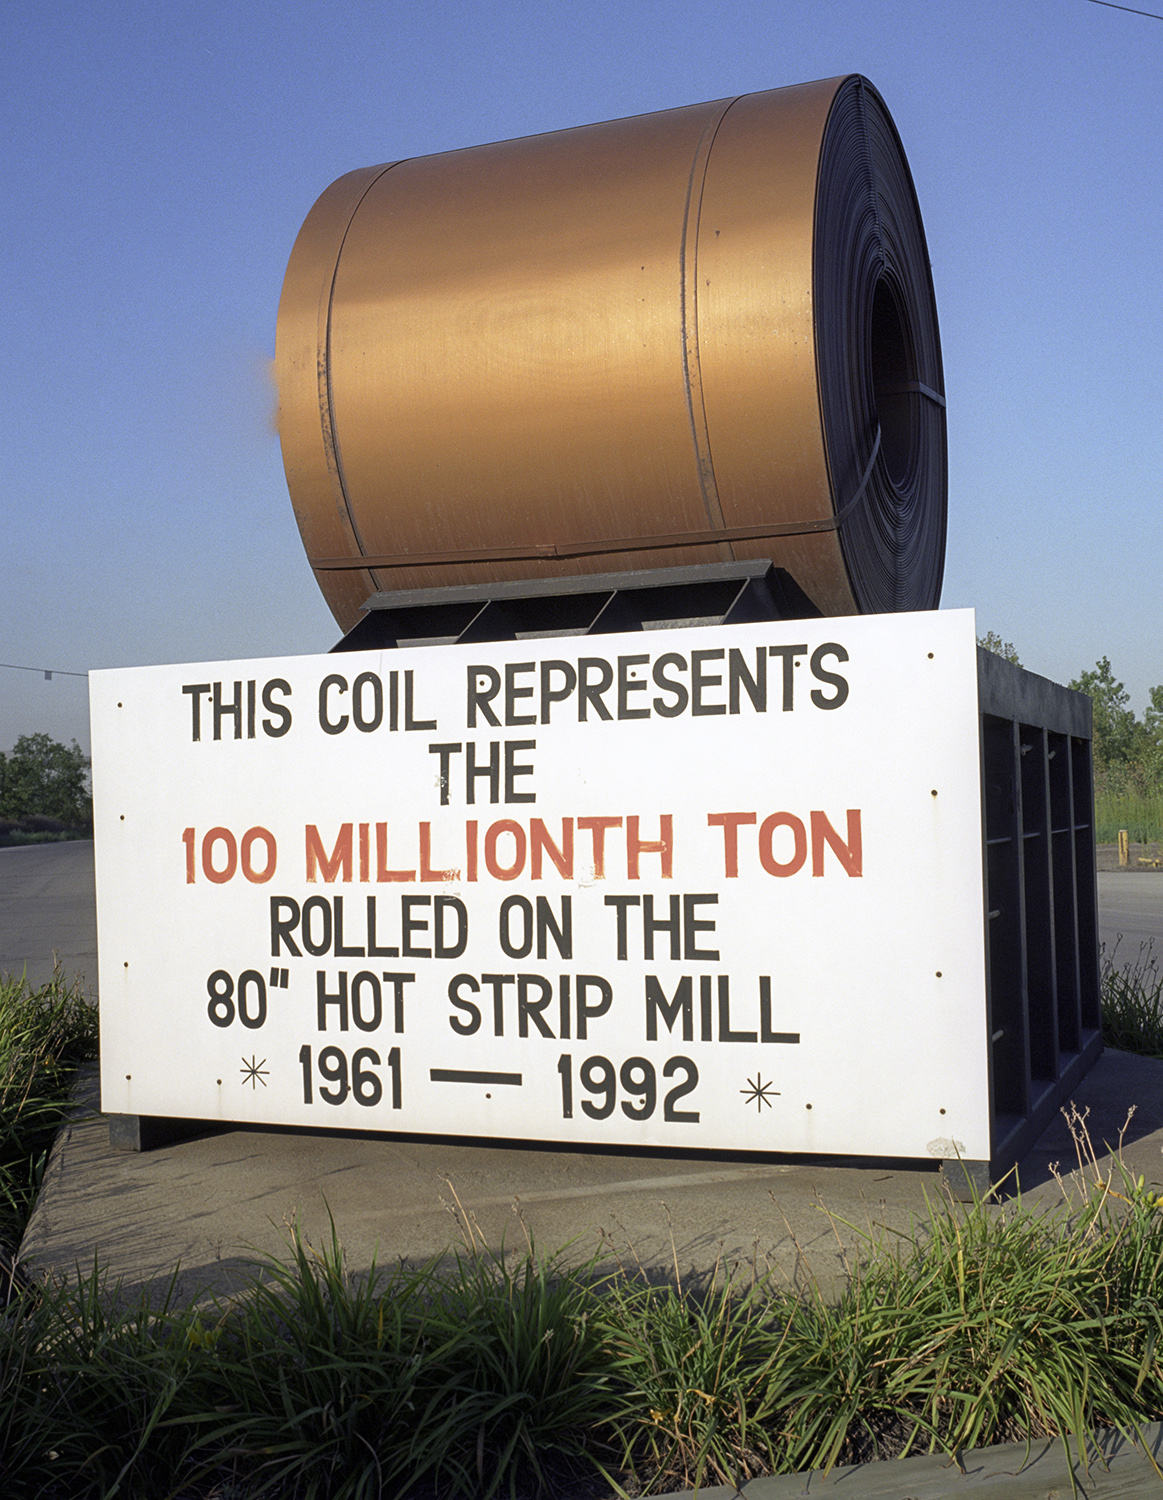 THIS COIL REPRESENTS
THE
100 MILLIONTH TON
ROLLED ON THE
80" HOT STRIP MILL
* 1961 — 1992 *